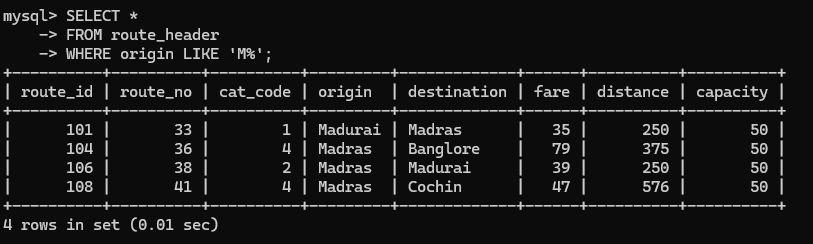 mysql> SELECT *
    -> FROM route_header
    -> WHERE origin LIKE 'M%';
+----------+----------+----------+---------+-------------+------+----------+----------+
| route_id | route_no | cat_code | origin  | destination | fare | distance | capacity |
+----------+----------+----------+---------+-------------+------+----------+----------+
|      101 |       33 |        1 | Madurai | Madras      |   35 |      250 |       50 |
|      104 |       36 |        4 | Madras  | Banglore    |   79 |      375 |       50 |
|      106 |       38 |        2 | Madras  | Madurai     |   39 |      250 |       50 |
|      108 |       41 |        4 | Madras  | Cochin      |   47 |      576 |       50 |
+----------+----------+----------+---------+-------------+------+----------+----------+
4 rows in set (0.01 sec)